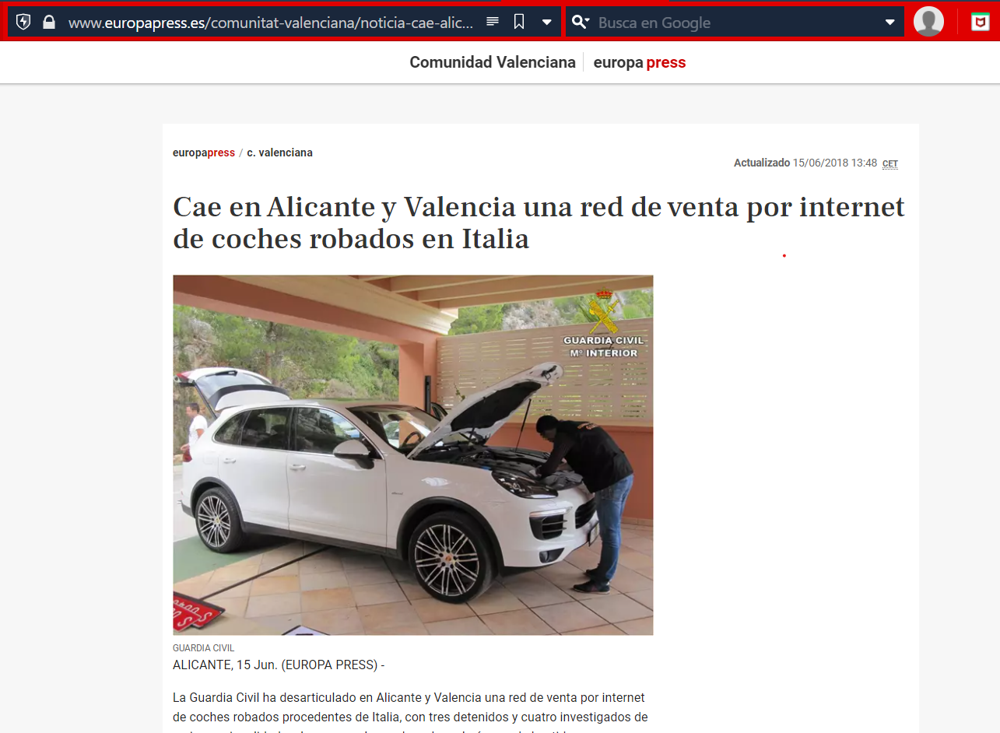 www.europapress.es/comunitat-valenciana/noticia-cae-alic...
Busca en Google
Comunidad Valenciana
europa press
europapress / c. valenciana
Actualizado 15/06/2018 13:48 CET
Cae en Alicante y Valencia una red de venta por internet
de coches robados en Italia
GUARDIA CIVIL
Mº INTERIOR
GUARDIA CIVIL
ALICANTE, 15 Jun. (EUROPA PRESS) -
La Guardia Civil ha desarticulado en Alicante y Valencia una red de venta por internet
de coches robados procedentes de Italia, con tres detenidos y cuatro investigados de